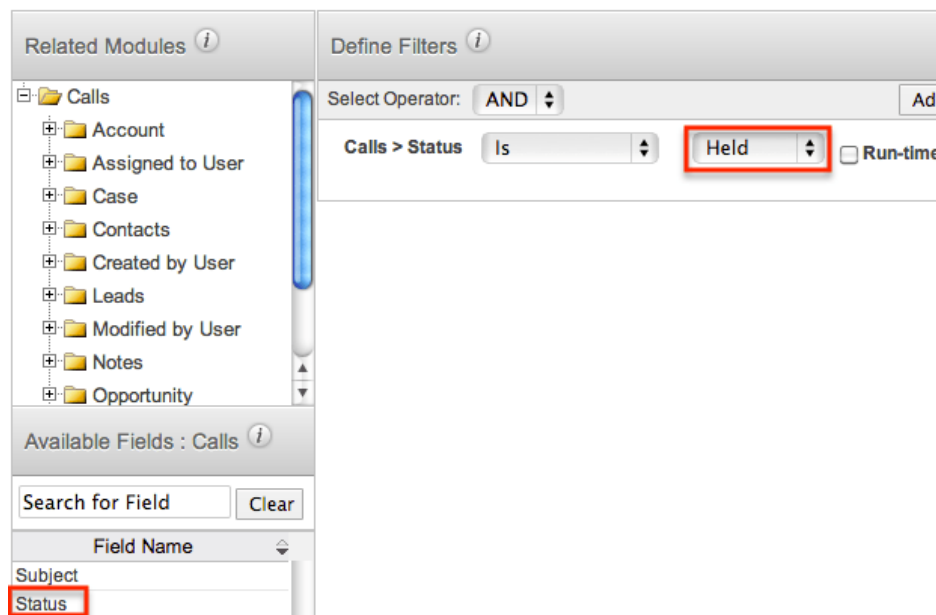 Related Modules i
Calls
Account
Assigned to User
Case
Contacts
Created by User
Leads
Modified by User
Notes
Opportunity
Available Fields : Calls i
Search for Field Clear
Field Name
Subject
Status
Define Filters i
Select Operator: AND Ad
Calls > Status Is Held Run-time